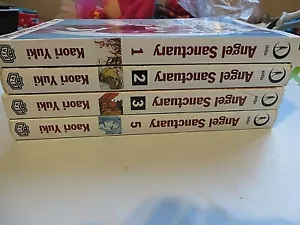 Angel Sanctuary 1 Kaori Yuki
Angel Sanctuary 2 Kaori Yuki
Angel Sanctuary 3 Kaori Yuki
Angel Sanctuary 5 Kaori Yuki